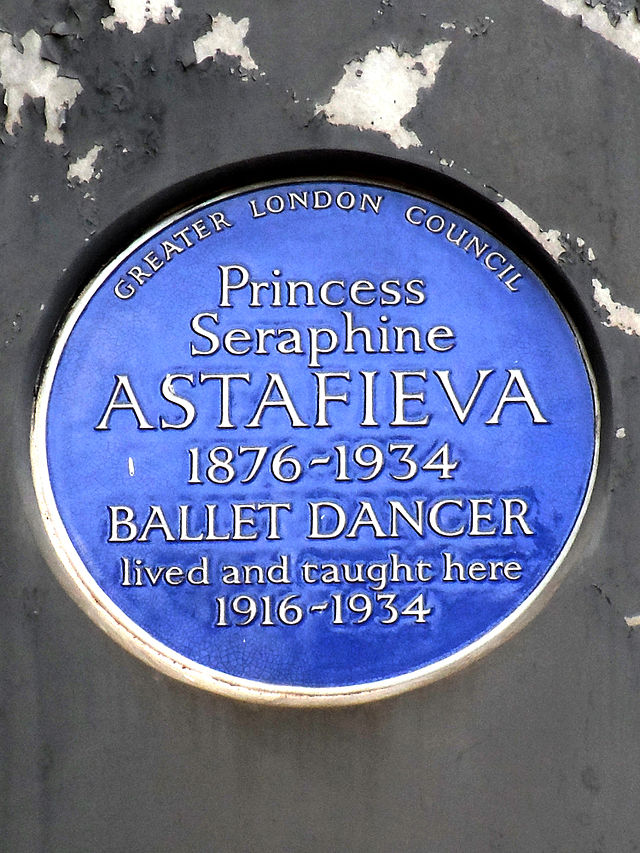 GREATER LONDON COUNCIL
Princess
Seraphine
ASTAFIEVA
1876-1934
BALLET DANCER
lived and taught here
1916-1934